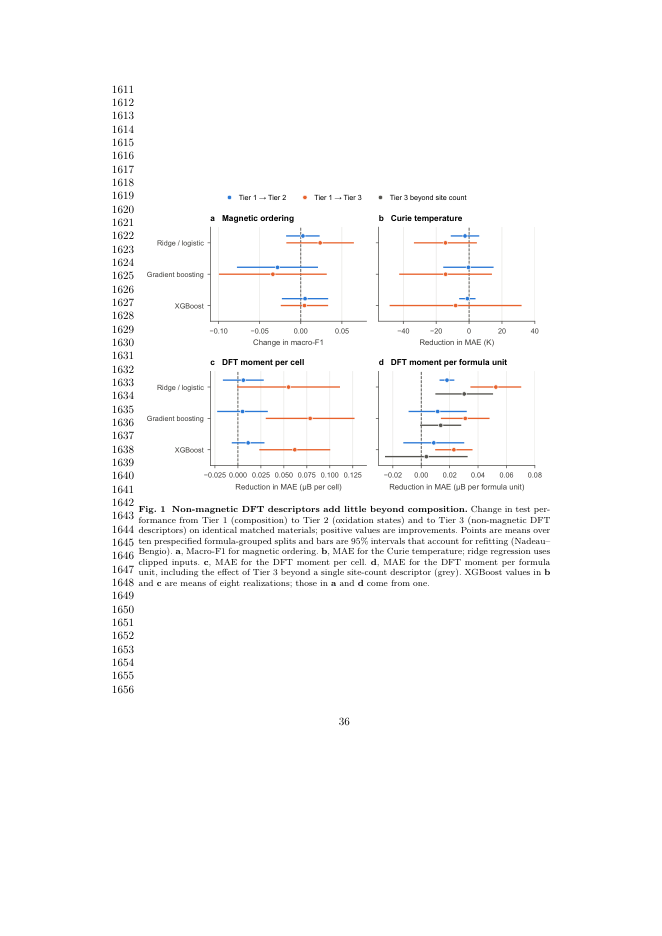 1611
1612
1613
1614
1615
1616
1617
1618
1619
1620
1621
1622
1623
1624
1625
1626
1627
1628
1629
1630
1631
1632
1633
1634
1635
1636
1637
1638
1639
1640
1641
1642
1643
1644
1645
1646
1647
1648
1649
1650
1651
1652
1653
1654
1655
1656
Tier 1 → Tier 2 Tier 1 → Tier 3 Tier 3 beyond site count
a Magnetic ordering
Ridge / logistic
Gradient boosting
XGBoost
−0.10 −0.05 0.00 0.05
Change in macro-F1
b Curie temperature
−40 −20 0 20 40
Reduction in MAE (K)
c DFT moment per cell
Ridge / logistic
Gradient boosting
XGBoost
−0.025 0.000 0.025 0.050 0.075 0.100 0.125
Reduction in MAE (μB per cell)
d DFT moment per formula unit
−0.02 0.00 0.02 0.04 0.06 0.08
Reduction in MAE (μB per formula unit)
Fig. 1 Non-magnetic DFT descriptors add little beyond composition. Change in test per-
formance from Tier 1 (composition) to Tier 2 (oxidation states) and to Tier 3 (non-magnetic DFT
descriptors) on identical matched materials; positive values are improvements. Points are means over
ten prespecified formula-grouped splits and bars are 95% intervals that account for refitting (Nadeau–
Bengio). a, Macro-F1 for magnetic ordering. b, MAE for the Curie temperature; ridge regression uses
clipped inputs. c, MAE for the DFT moment per cell. d, MAE for the DFT moment per formula
unit, including the effect of Tier 3 beyond a single site-count descriptor (grey). XGBoost values in b
and c are means of eight realizations; those in a and d come from one.
36